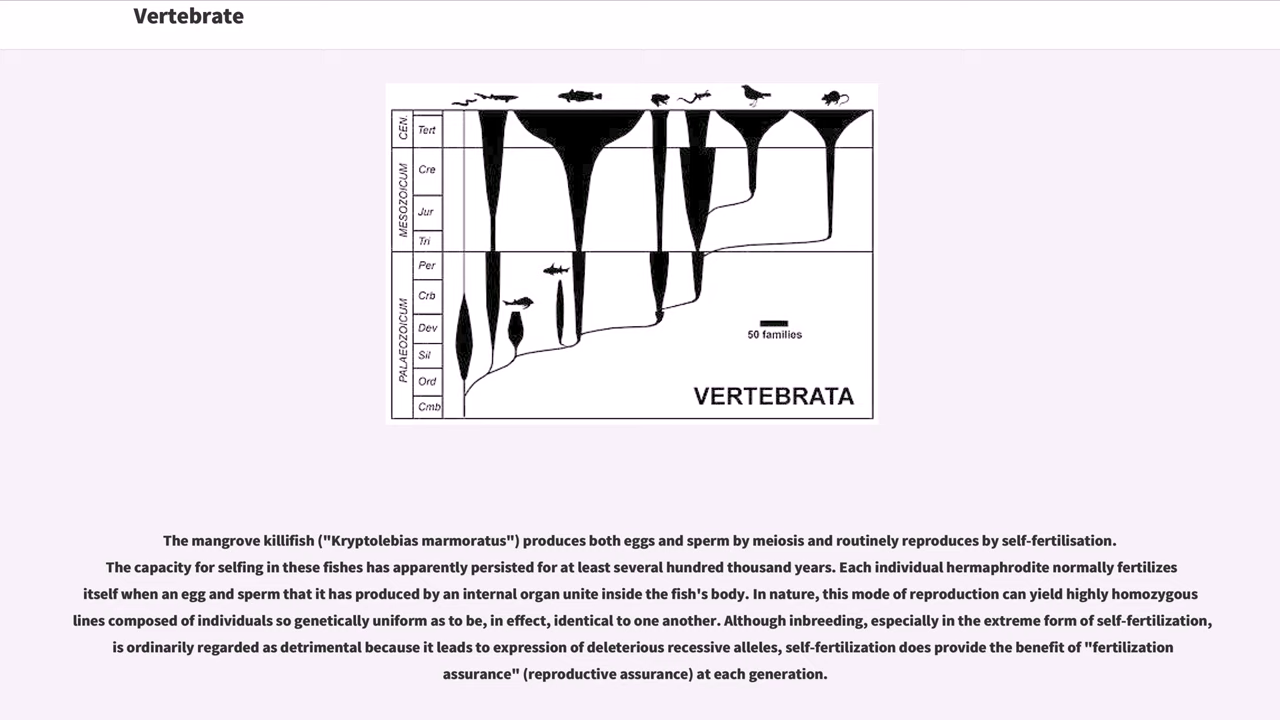 Vertebrate
CEN.
Tert
MESOZOICUM
Cre
Jur
Tri
PALAEOZOICUM
Per
Crb
Dev
Sil
Ord
Cmb
50 families
VERTEBRATA
The mangrove killifish ("Kryptolebias marmoratus") produces both eggs and sperm by meiosis and routinely reproduces by self-fertilisation.
The capacity for selfing in these fishes has apparently persisted for at least several hundred thousand years. Each individual hermaphrodite normally fertilizes
itself when an egg and sperm that it has produced by an internal organ unite inside the fish's body. In nature, this mode of reproduction can yield highly homozygous
lines composed of individuals so genetically uniform as to be, in effect, identical to one another. Although inbreeding, especially in the extreme form of self-fertilization,
is ordinarily regarded as detrimental because it leads to expression of deleterious recessive alleles, self-fertilization does provide the benefit of "fertilization
assurance" (reproductive assurance) at each generation.